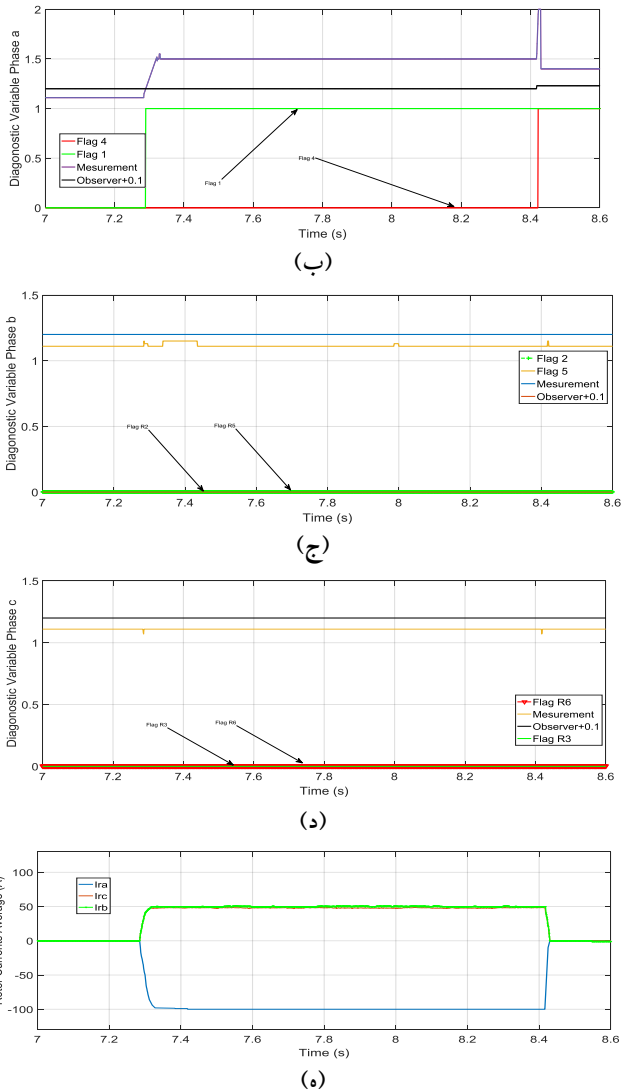 Diagonostic Variable Phase a
2
1.5
1
0.5
0
Flag 4
Flag 1
Mesurement
Observer+0.1
Flag 1
Flag 4
7 7.2 7.4 7.6 7.8 8 8.2 8.4 8.6
Time (s)
(ب)
Diagonostic Variable Phase b
1.5
1
0.5
0
Flag 2
Flag 5
Mesurement
Observer+0.1
Flag R2
Flag R5
7 7.2 7.4 7.6 7.8 8 8.2 8.4 8.6
Time (s)
(ج)
Diagonostic Variable Phase c
1.5
1
0.5
0
Flag R6
Mesurement
Observer+0.1
Flag R3
Flag R3
Flag R6
7 7.2 7.4 7.6 7.8 8 8.2 8.4 8.6
Time (s)
(د)
100
50
0
-50
-100
Ira
Irc
Irb
7 7.2 7.4 7.6 7.8 8 8.2 8.4 8.6
Time (s)
(ه)